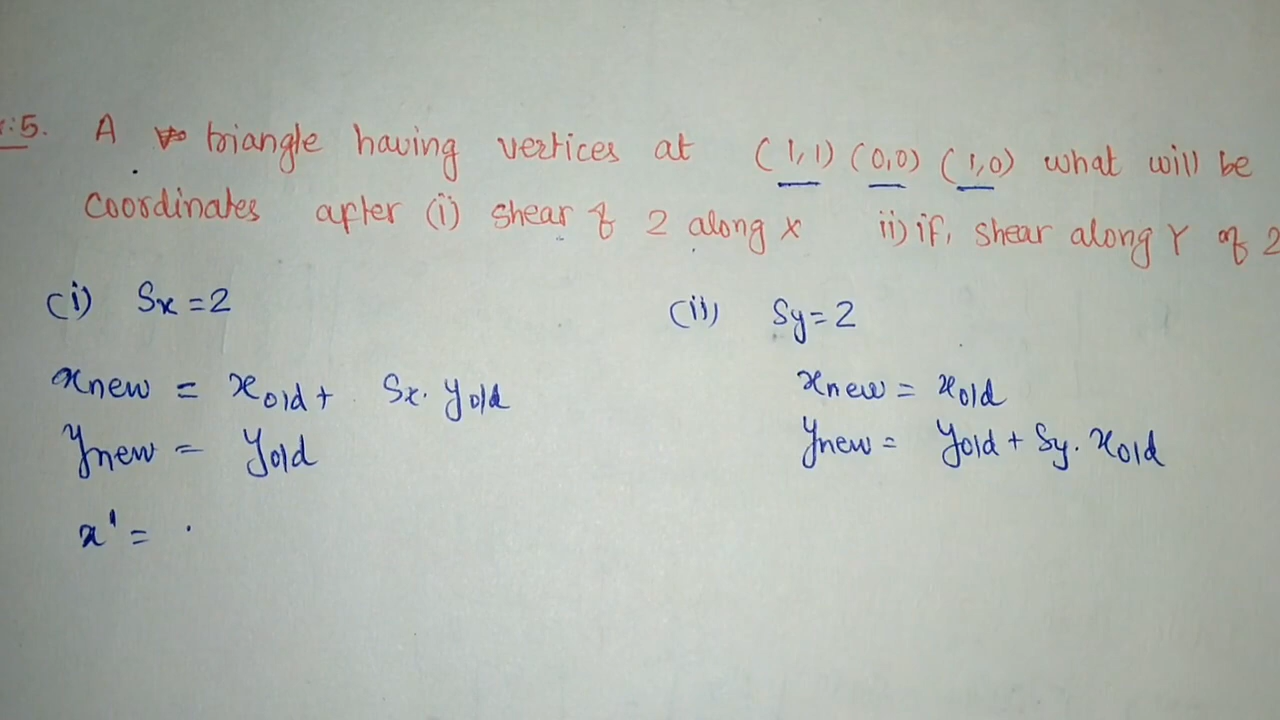 :5. A triangle having vertices at (1,1) (0,0) (1,0) what will be
coordinates after (i) shear of 2 along x ii) if, shear along Y of 2
(i) Sx = 2
xnew = xold + Sx. yold
ynew = yold
x' = .
(ii) Sy = 2
xnew = xold
ynew = yold + Sy. xold